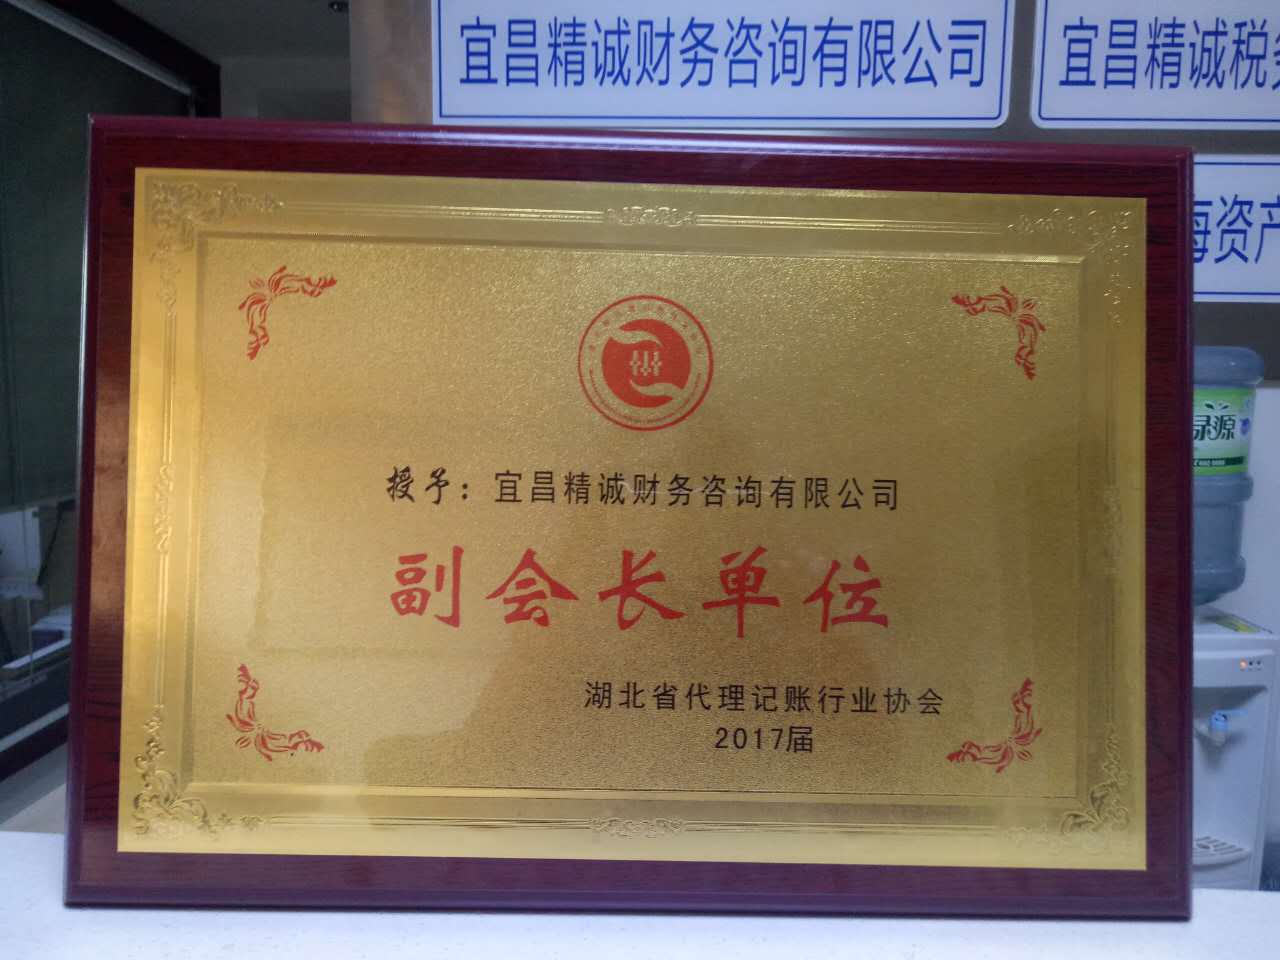 宜昌精诚财务咨询有限公司
宜昌精诚税
资产
授予：宜昌精诚财务咨询有限公司
副会长单位
湖北省代理记账行业协会
2017届
绿源